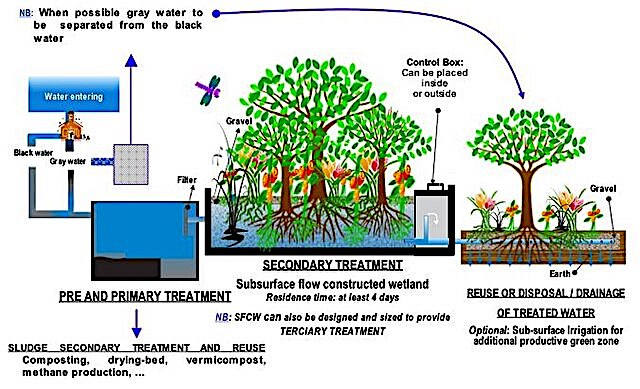 NB: When possible gray water to
be separated from the black
water
Control Box:
Can be placed
inside
or outside
Water entering
Gravel
Black water
Gray water
Filter
Gravel
Earth
SECONDARY TREATMENT
Subsurface flow constructed wetland
Residence time: at least 4 days
PRE AND PRIMARY TREATMENT
NB: SFCW can also be designed and sized to provide
TERCIARY TREATMENT
REUSE OR DISPOSAL / DRAINAGE
OF TREATED WATER
Optional: Sub-surface Irrigation for
additional productive green zone
SLUDGE SECONDARY TREATMENT AND REUSE
Composting, drying-bed, vermicompost,
methane production, ...